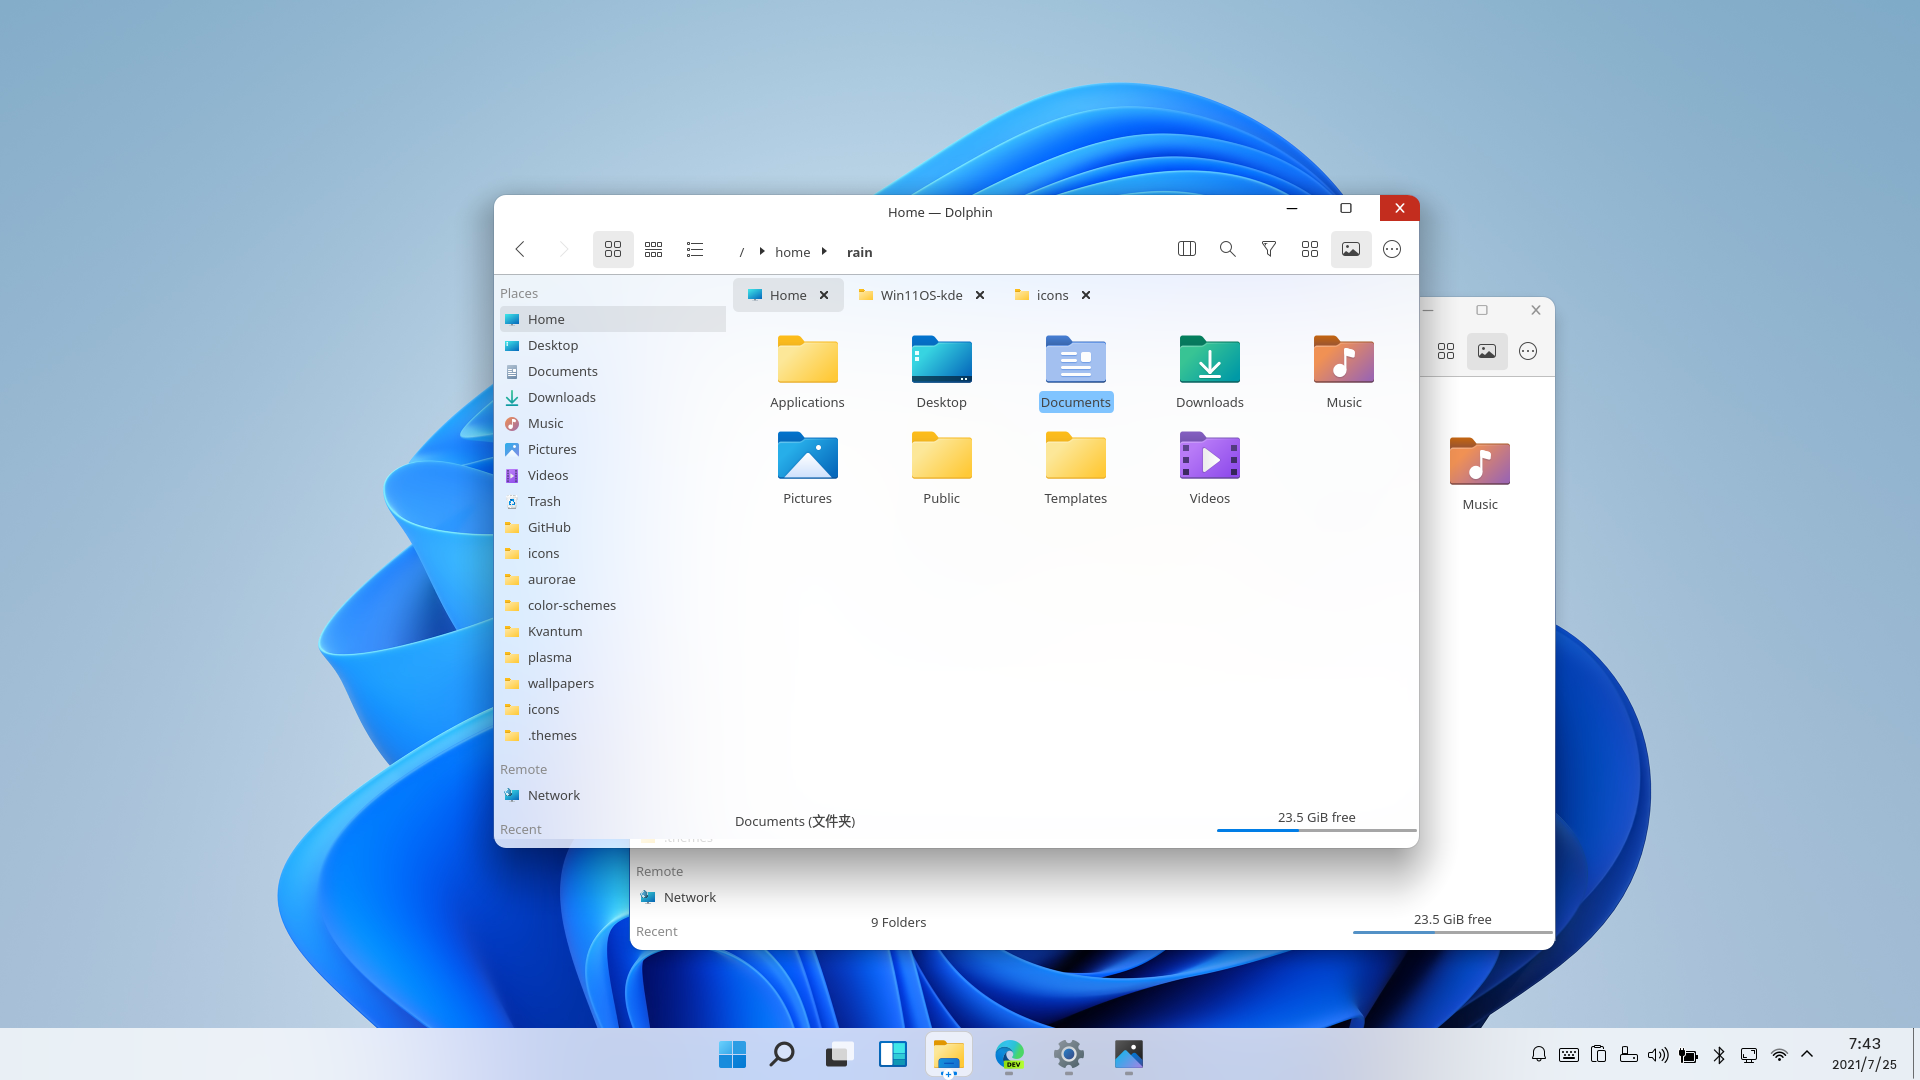 Home — Dolphin
/ home rain
Places
Home
Desktop
Documents
Downloads
Music
Pictures
Videos
Trash
GitHub
icons
aurorae
color-schemes
Kvantum
plasma
wallpapers
icons
.themes
Remote
Network
Recent
Home Win11OS-kde icons
Applications Desktop Documents Downloads Music
Pictures Public Templates Videos
Documents (文件夹) 23.5 GiB free
Music
.themes
Remote
Network
Recent
9 Folders 23.5 GiB free
DEV
7:43
2021/7/25